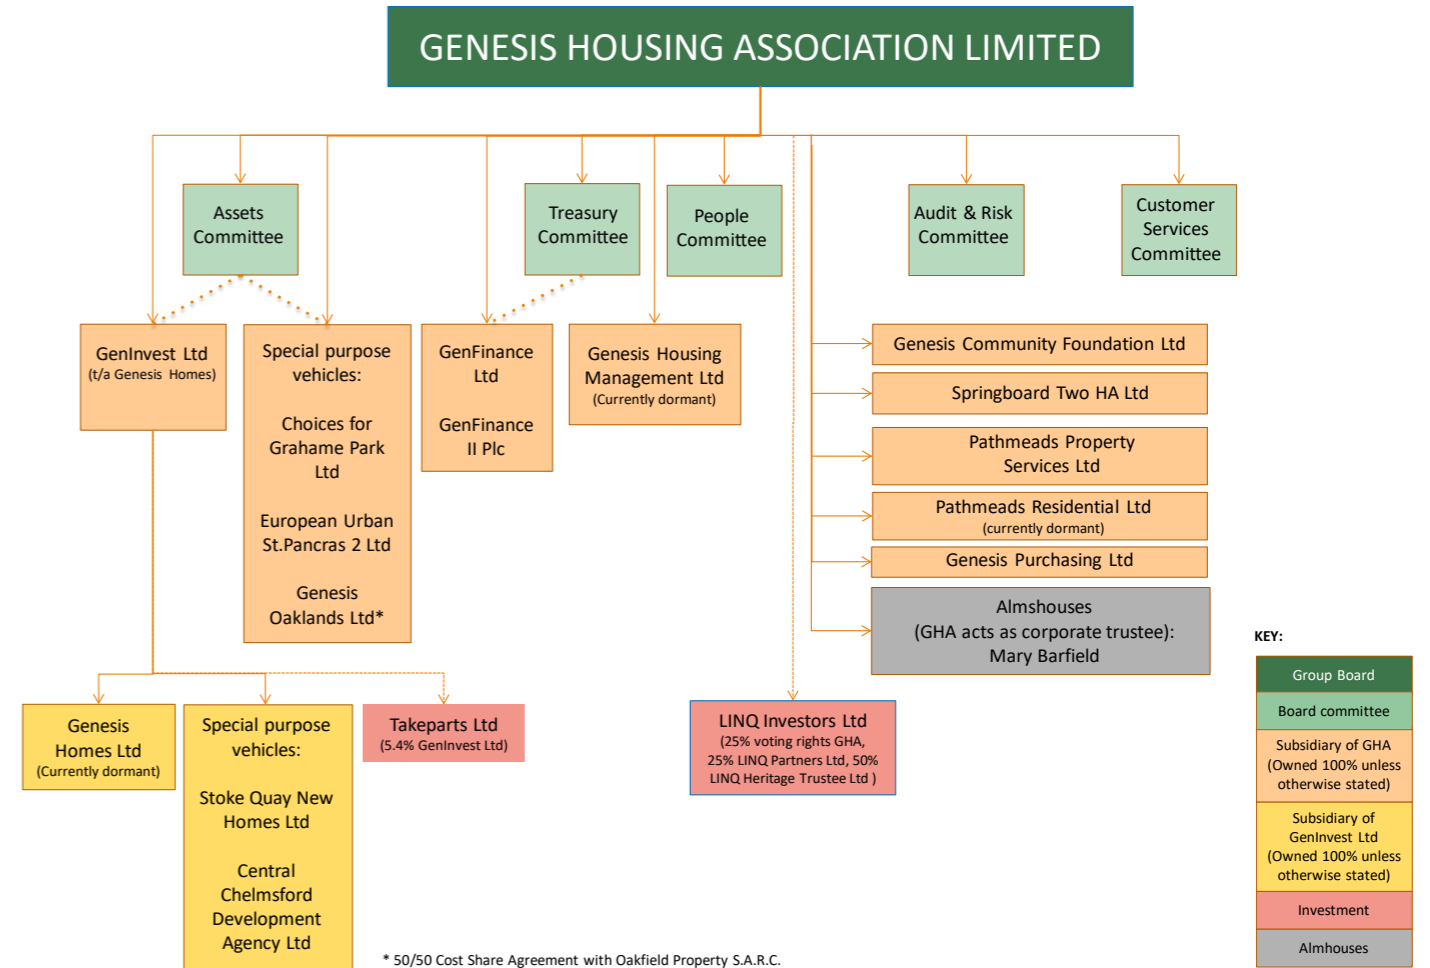 GENESIS HOUSING ASSOCIATION LIMITED
Assets
Committee
Treasury
Committee
People
Committee
Audit & Risk
Committee
Customer
Services
Committee
GenInvest Ltd
(t/a Genesis Homes)
Special purpose
vehicles:
Choices for
Grahame Park
Ltd
European Urban
St.Pancras 2 Ltd
Genesis
Oaklands Ltd*
GenFinance
Ltd
GenFinance
II Plc
Genesis Housing
Management Ltd
(Currently dormant)
Genesis Community Foundation Ltd
Springboard Two HA Ltd
Pathmeads Property
Services Ltd
Pathmeads Residential Ltd
(currently dormant)
Genesis Purchasing Ltd
Almshouses
(GHA acts as corporate trustee):
Mary Barfield
Genesis
Homes Ltd
(Currently dormant)
Special purpose
vehicles:
Stoke Quay New
Homes Ltd
Central
Chelmsford
Development
Agency Ltd
Takeparts Ltd
(5.4% GenInvest Ltd)
LINQ Investors Ltd
(25% voting rights GHA,
25% LINQ Partners Ltd, 50%
LINQ Heritage Trustee Ltd )
KEY:
Group Board
Board committee
Subsidiary of GHA
(Owned 100% unless
otherwise stated)
Subsidiary of
GenInvest Ltd
(Owned 100% unless
otherwise stated)
Investment
Almhouses
* 50/50 Cost Share Agreement with Oakfield Property S.A.R.C.